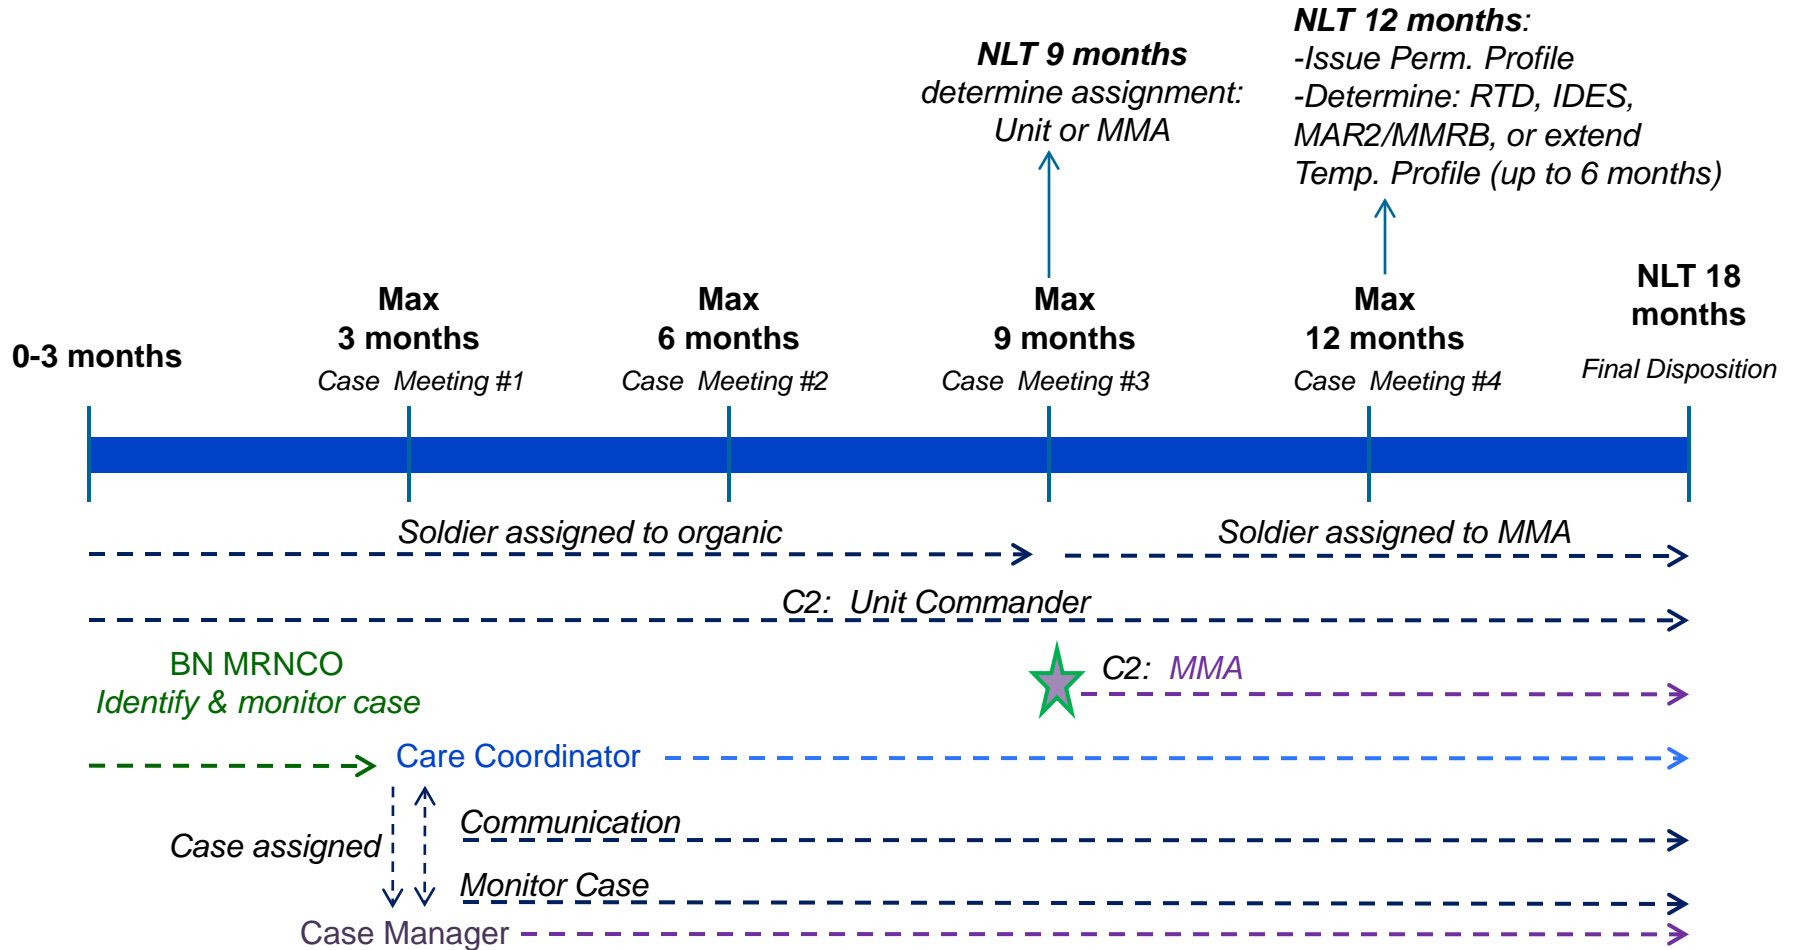 NLT 9 months
determine assignment:
Unit or MMA
NLT 12 months:
-Issue Perm. Profile
-Determine: RTD, IDES,
MAR2/MMRB, or extend
Temp. Profile (up to 6 months)
0-3 months
Max
3 months
Case Meeting #1
Max
6 months
Case Meeting #2
Max
9 months
Case Meeting #3
Max
12 months
Case Meeting #4
NLT 18
months
Final Disposition
Soldier assigned to organic
Soldier assigned to MMA
C2: Unit Commander
BN MRNCO
Identify & monitor case
C2: MMA
Care Coordinator
Case assigned
Communication
Monitor Case
Case Manager